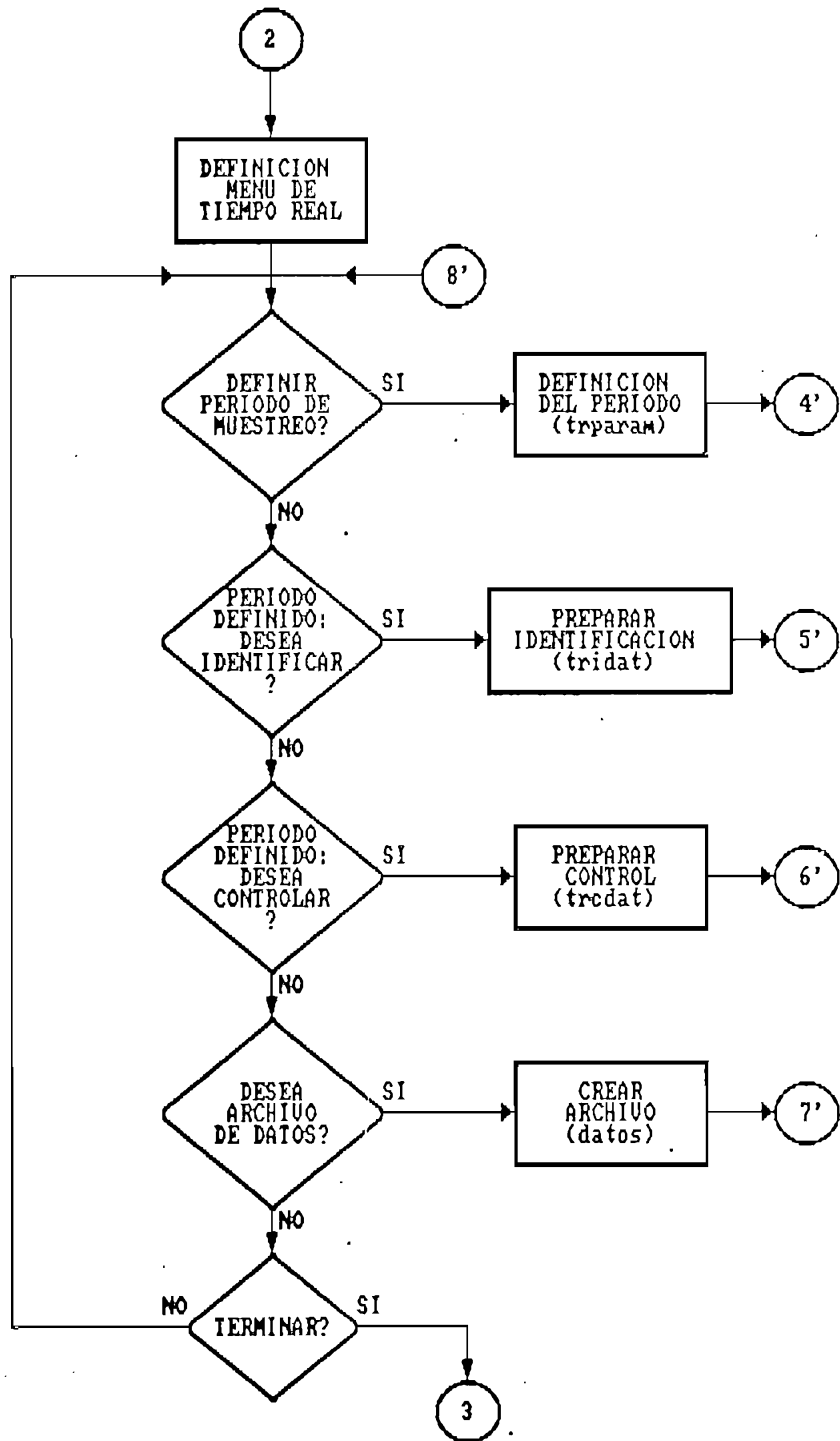 2
DEFINICION
MENU DE
TIEMPO REAL
8'
DEFINIR
PERIODO DE
MUESTREO?
SI
DEFINICION
DEL PERIODO
(trparam)
4'
NO
PERIODO
DEFINIDO:
DESEA
IDENTIFICAR
?
SI
PREPARAR
IDENTIFICACION
(tridat)
5'
NO
PERIODO
DEFINIDO:
DESEA
CONTROLAR
?
SI
PREPARAR
CONTROL
(trcdat)
6'
NO
DESEA
ARCHIVO
DE DATOS?
SI
CREAR
ARCHIVO
(datos)
7'
NO
NO
TERMINAR?
SI
3